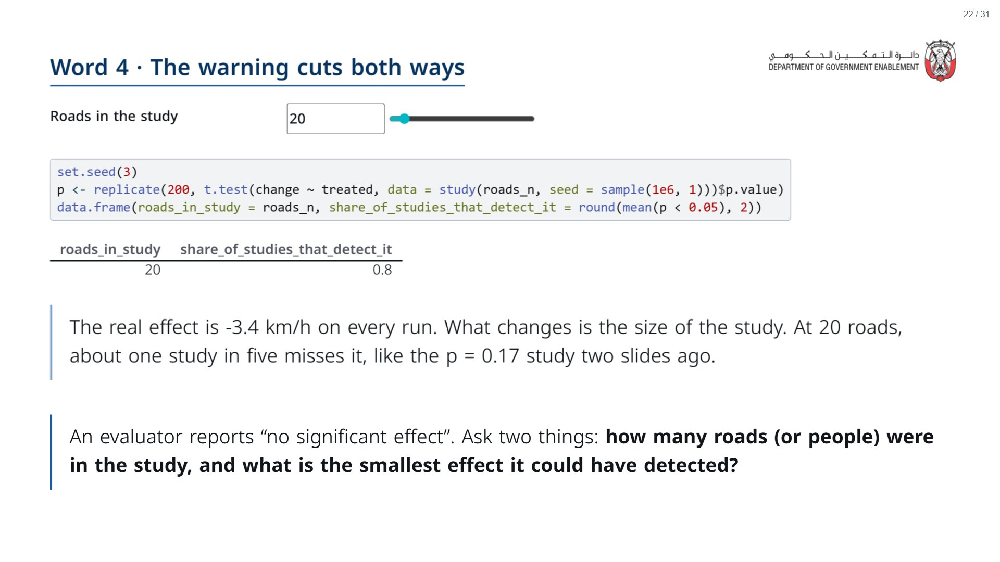 22 / 31
Word 4 · The warning cuts both ways
دائرة التمكين الحكومي
DEPARTMENT OF GOVERNMENT ENABLEMENT
Roads in the study
20
set.seed(3)
p <- replicate(200, t.test(change ~ treated, data = study(roads_n, seed = sample(1e6, 1)))$p.value)
data.frame(roads_in_study = roads_n, share_of_studies_that_detect_it = round(mean(p < 0.05), 2))
roads_in_study share_of_studies_that_detect_it
20 0.8
The real effect is -3.4 km/h on every run. What changes is the size of the study. At 20 roads,
about one study in five misses it, like the p = 0.17 study two slides ago.
An evaluator reports “no significant effect”. Ask two things: how many roads (or people) were
in the study, and what is the smallest effect it could have detected?